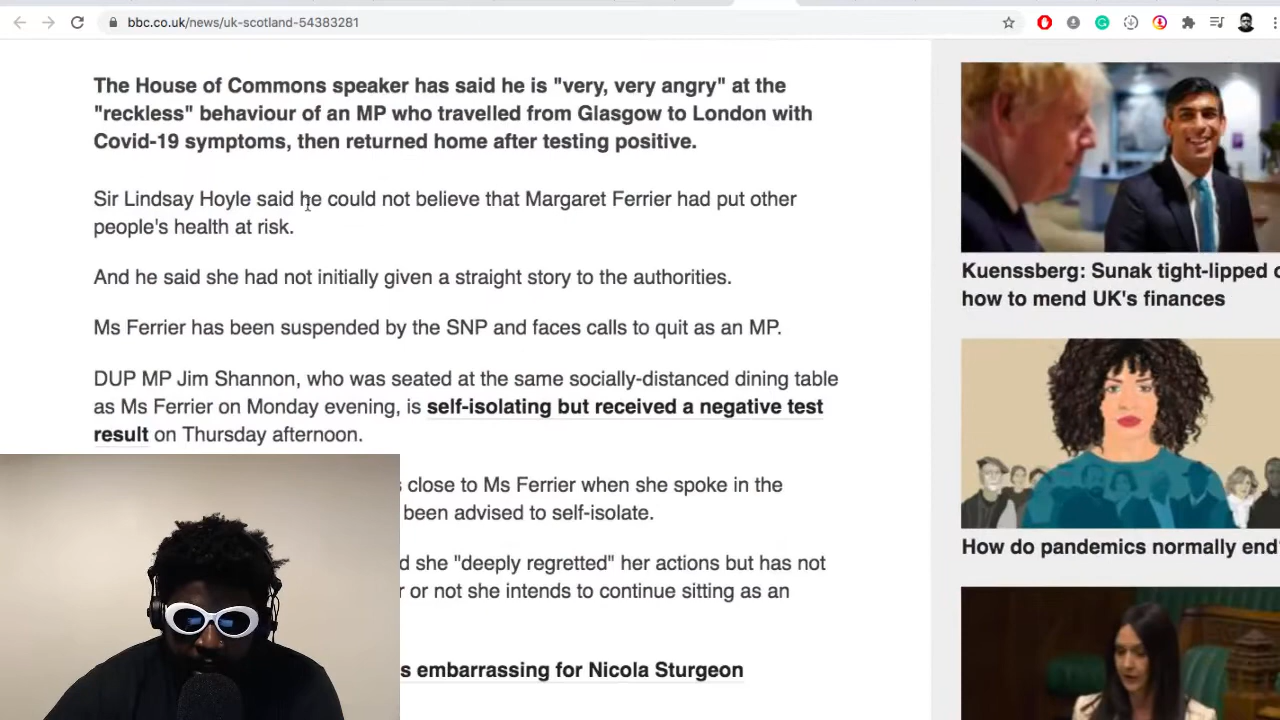 bbc.co.uk/news/uk-scotland-54383281
The House of Commons speaker has said he is "very, very angry" at the
"reckless" behaviour of an MP who travelled from Glasgow to London with
Covid-19 symptoms, then returned home after testing positive.
Sir Lindsay Hoyle said he could not believe that Margaret Ferrier had put other
people's health at risk.
And he said she had not initially given a straight story to the authorities.
Ms Ferrier has been suspended by the SNP and faces calls to quit as an MP.
DUP MP Jim Shannon, who was seated at the same socially-distanced dining table
as Ms Ferrier on Monday evening, is self-isolating but received a negative test
result on Thursday afternoon.
close to Ms Ferrier when she spoke in the
been advised to self-isolate.
she "deeply regretted" her actions but has not
or not she intends to continue sitting as an
embarrassing for Nicola Sturgeon
Kuenssberg: Sunak tight-lipped
how to mend UK's finances
How do pandemics normally end?